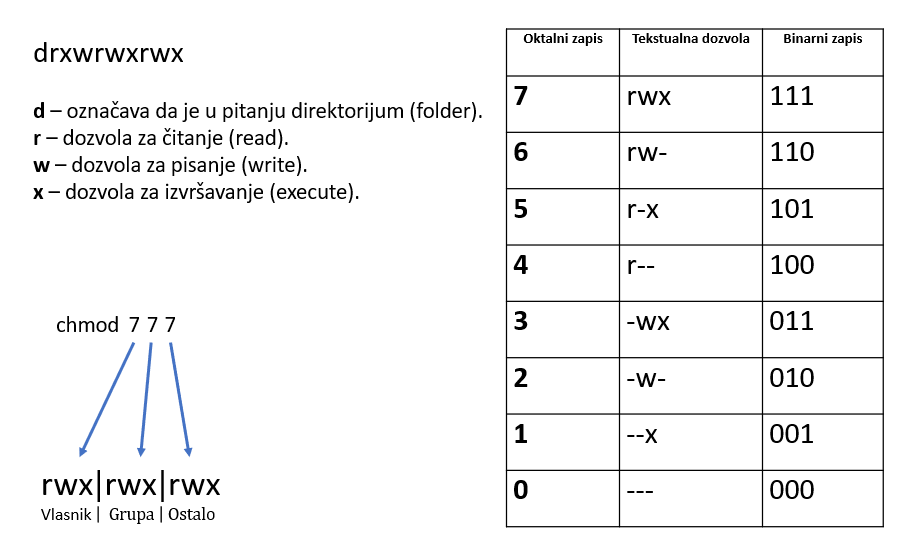 drxwrwxrwx
d – označava da je u pitanju direktorijum (folder).
r – dozvola za čitanje (read).
w – dozvola za pisanje (write).
x – dozvola za izvršavanje (execute).
chmod 7 7 7
rwx|rwx|rwx
Vlasnik | Grupa | Ostalo
Oktalni zapis Tekstualna dozvola Binarni zapis
7 rwx 111
6 rw- 110
5 r-x 101
4 r-- 100
3 -wx 011
2 -w- 010
1 --x 001
0 --- 000